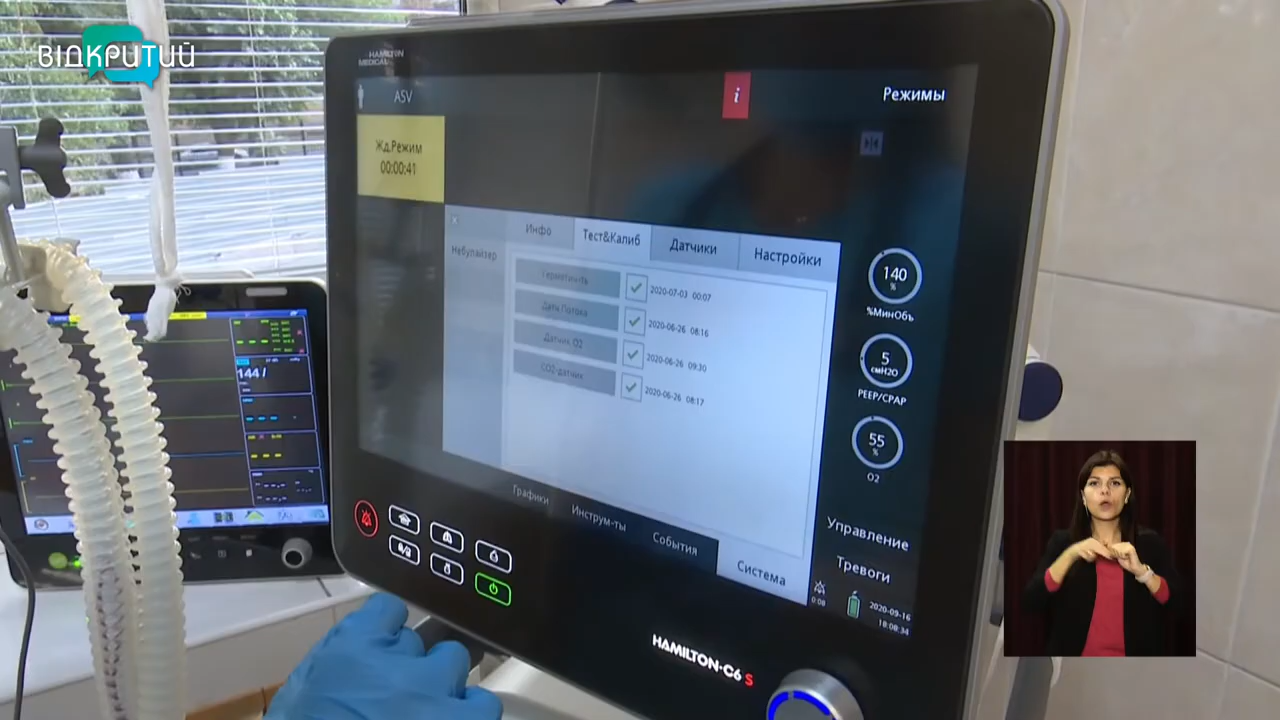 ВІДКРИТИЙ
HAMILTON
MEDICAL
ASV
i
Режимы
Жд.Режим
00:00:41
Инфо
Тест&Калиб
Датчики
Настройки
Небулайзер
2020-07-03 00:07
Датч Потока
2020-06-26 08:16
Датчик O2
2020-06-26 09:30
CO2-датчик
2020-06-26 08:17
140
%
%МинОбъ
5
смH2O
PEEP/CPAP
55
%
O2
Графики
Инструм-ты
События
Система
Управление
Тревоги
0:08
2020-09-16
18:08:34
144/
HAMILTON-C6 S